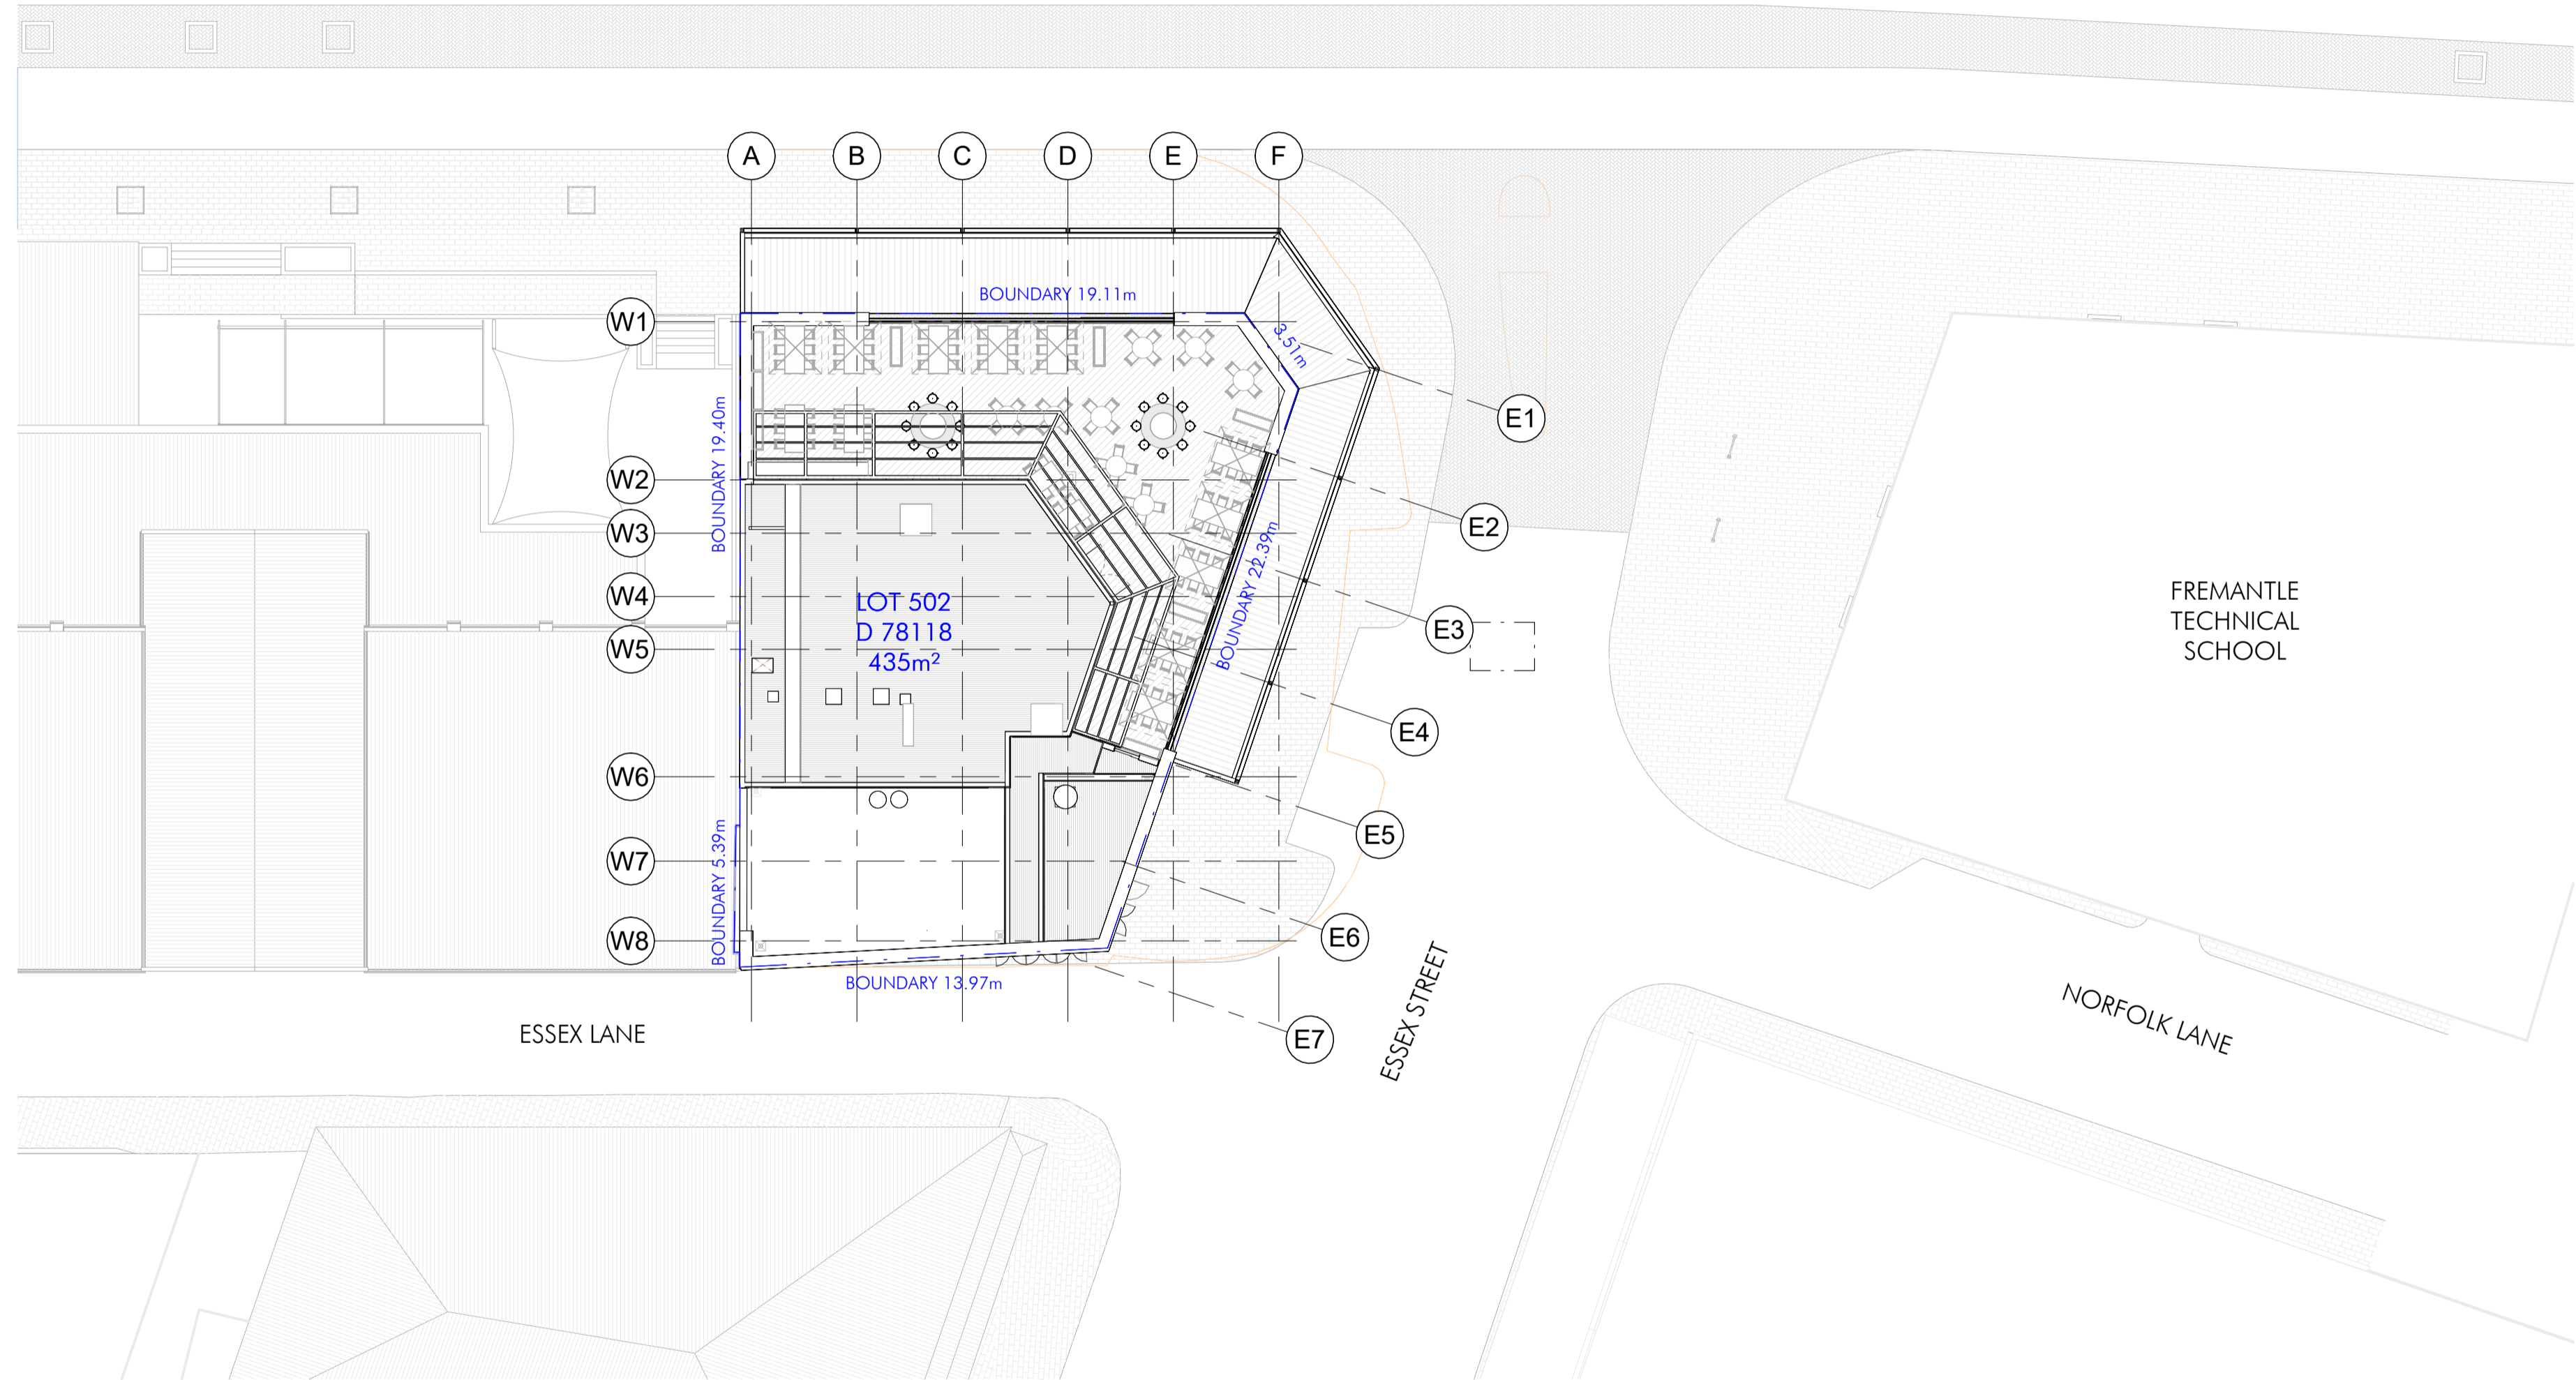 A
B
C
D
E
F
BOUNDARY 19.11m
W1
3.51m
E1
BOUNDARY 19.40m
W2
E2
W3
BOUNDARY 22.39m
W4
LOT 502
D 78118
435m²
E3
FREMANTLE
TECHNICAL
SCHOOL
W5
E4
W6
E5
BOUNDARY 5.39m
W7
W8
E6
BOUNDARY 13.97m
ESSEX LANE
E7
ESSEX STREET
NORFOLK LANE